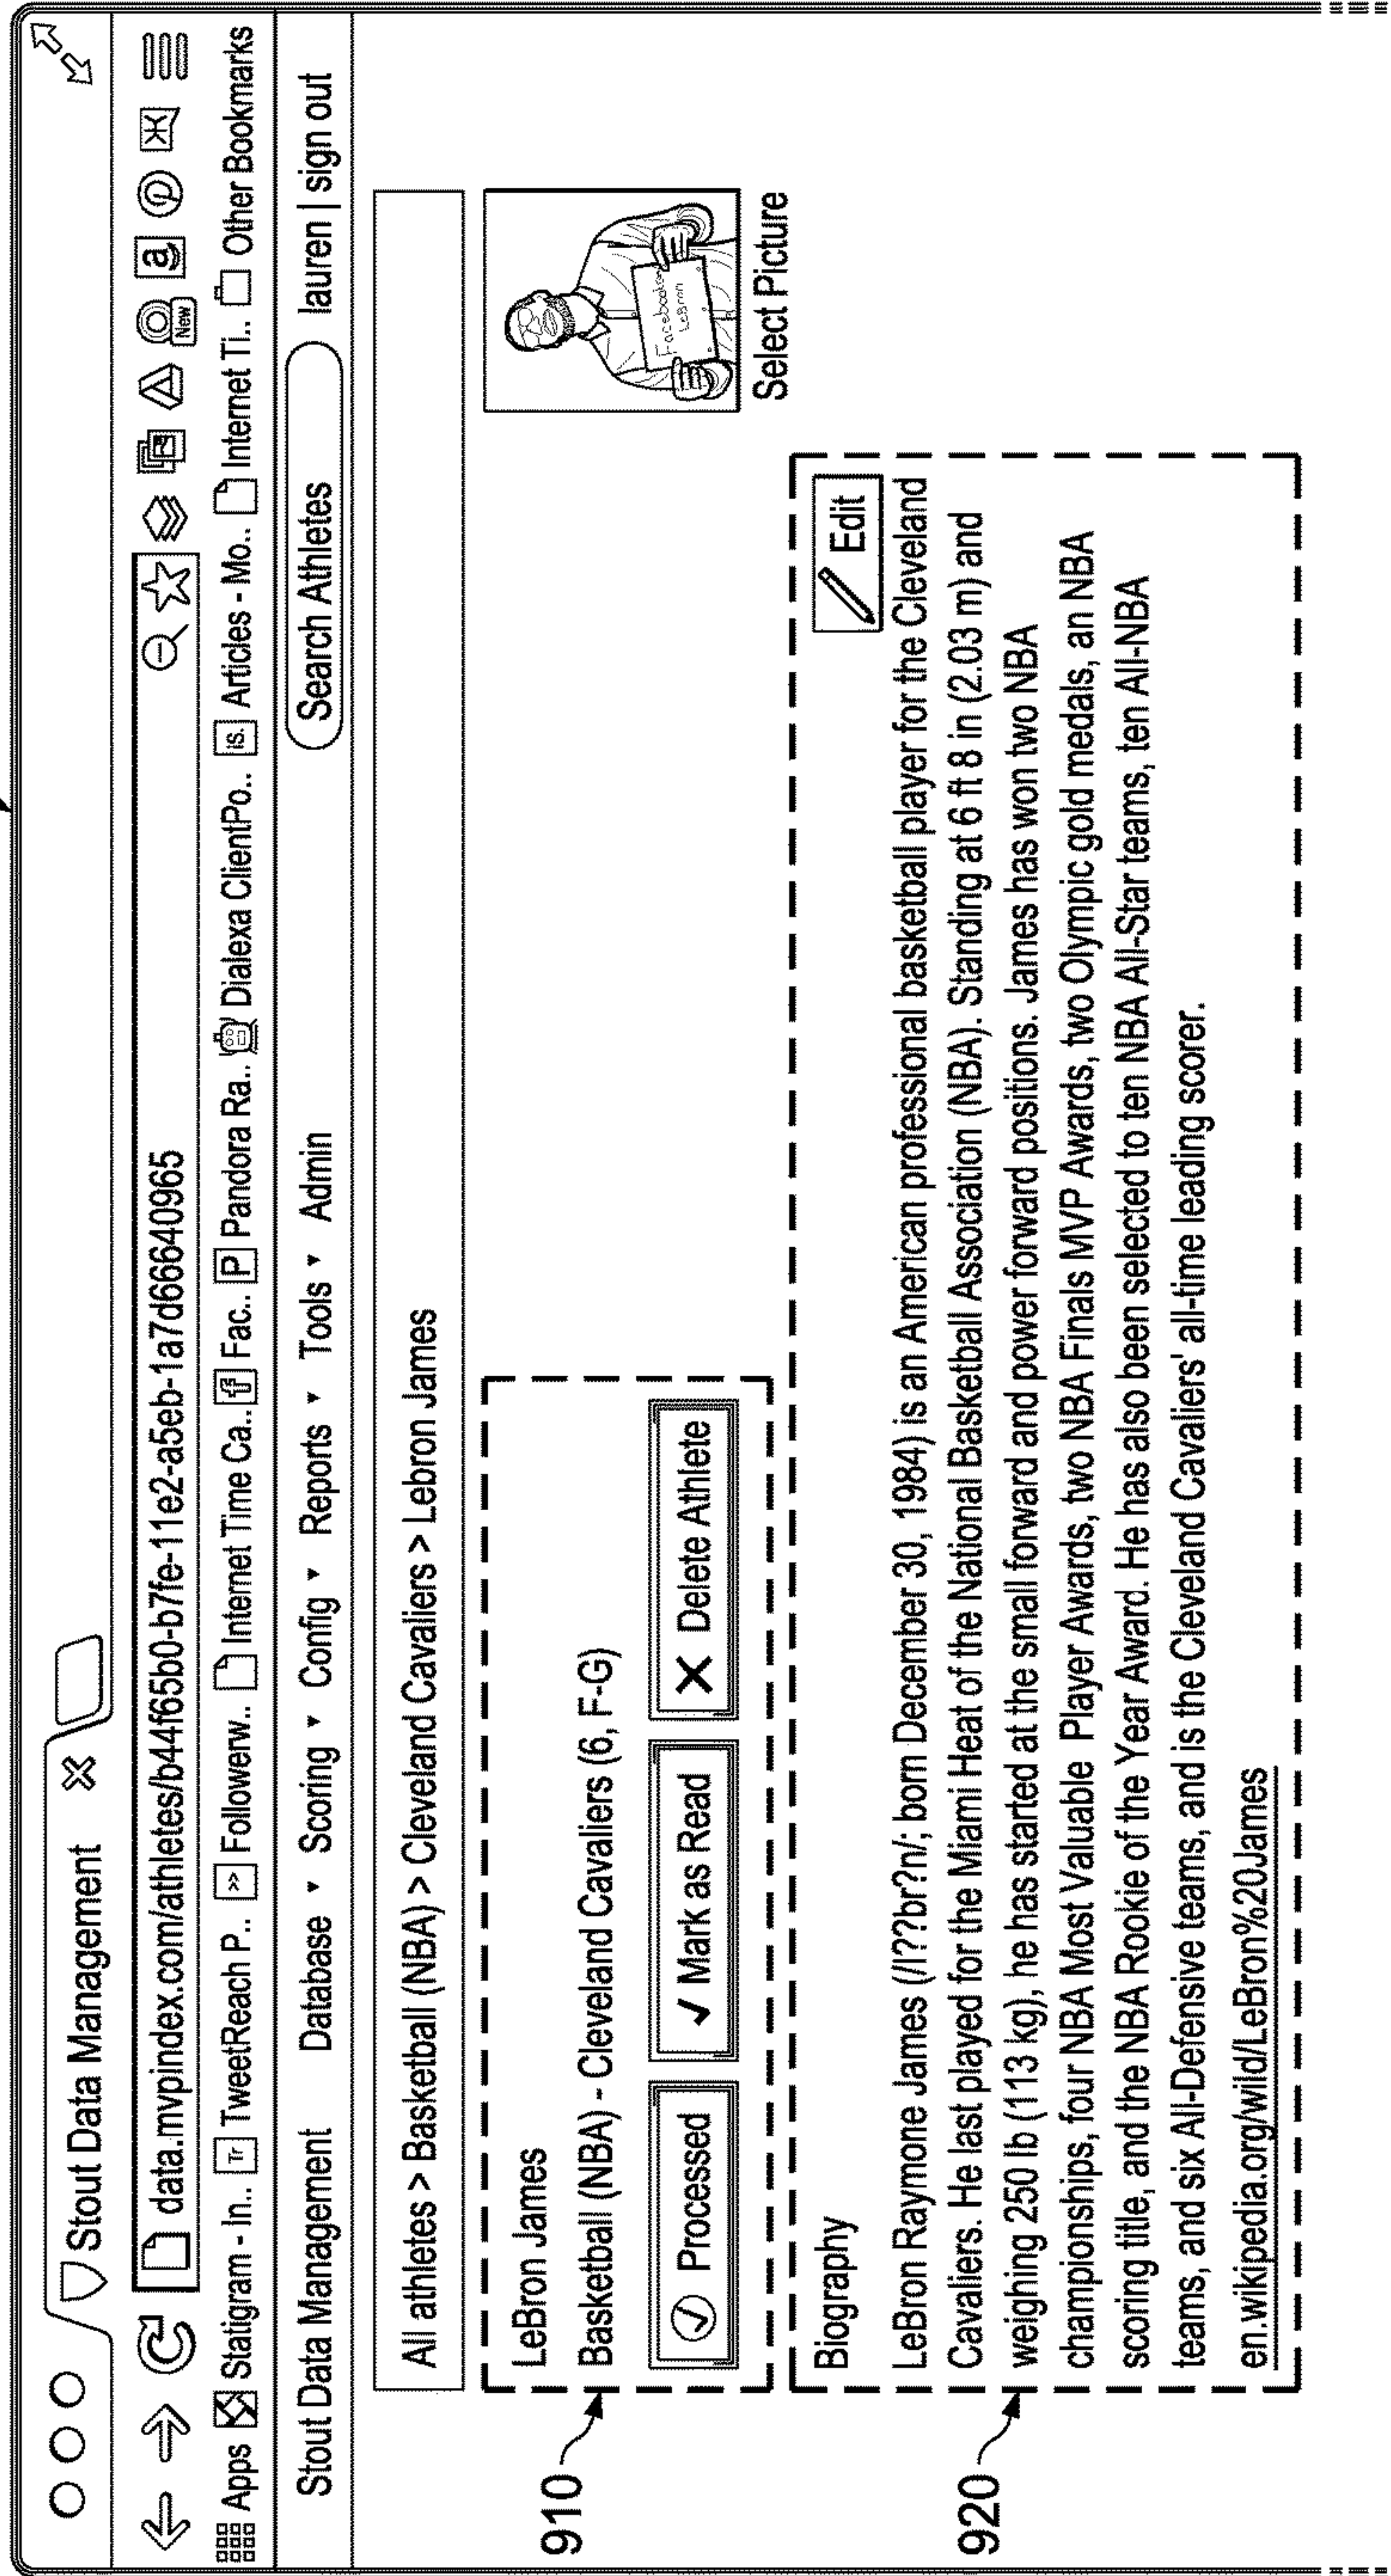 Stout Data Management
data.mvpindex.com/athletes/b44f65b0-b7fe-11e2-a5eb-1a7d66640965
a
New
Apps Statigram - In.. Tr TweetReach P.. >> Followerw.. Internet Time Ca.. f Fac.. P Pandora Ra.. Dialexa ClientPo.. is. Articles - Mo.. Internet Ti.. Other Bookmarks
Stout Data Management Database Scoring Config Reports Tools Admin Search Athletes lauren | sign out
All athletes > Basketball (NBA) > Cleveland Cavaliers > Lebron James
910
LeBron James
Basketball (NBA) - Cleveland Cavaliers (6, F-G)
Processed ✓ Mark as Read X Delete Athlete
Facebooker
LeBron
Select Picture
920
Biography
Edit
LeBron Raymone James (/l??br?n/; born December 30, 1984) is an American professional basketball player for the Cleveland
Cavaliers. He last played for the Miami Heat of the National Basketball Association (NBA). Standing at 6 ft 8 in (2.03 m) and
weighing 250 lb (113 kg), he has started at the small forward and power forward positions. James has won two NBA
championships, four NBA Most Valuable Player Awards, two NBA Finals MVP Awards, two Olympic gold medals, an NBA
scoring title, and the NBA Rookie of the Year Award. He has also been selected to ten NBA All-Star teams, ten All-NBA
teams, and six All-Defensive teams, and is the Cleveland Cavaliers' all-time leading scorer.
en.wikipedia.org/wild/LeBron%20James